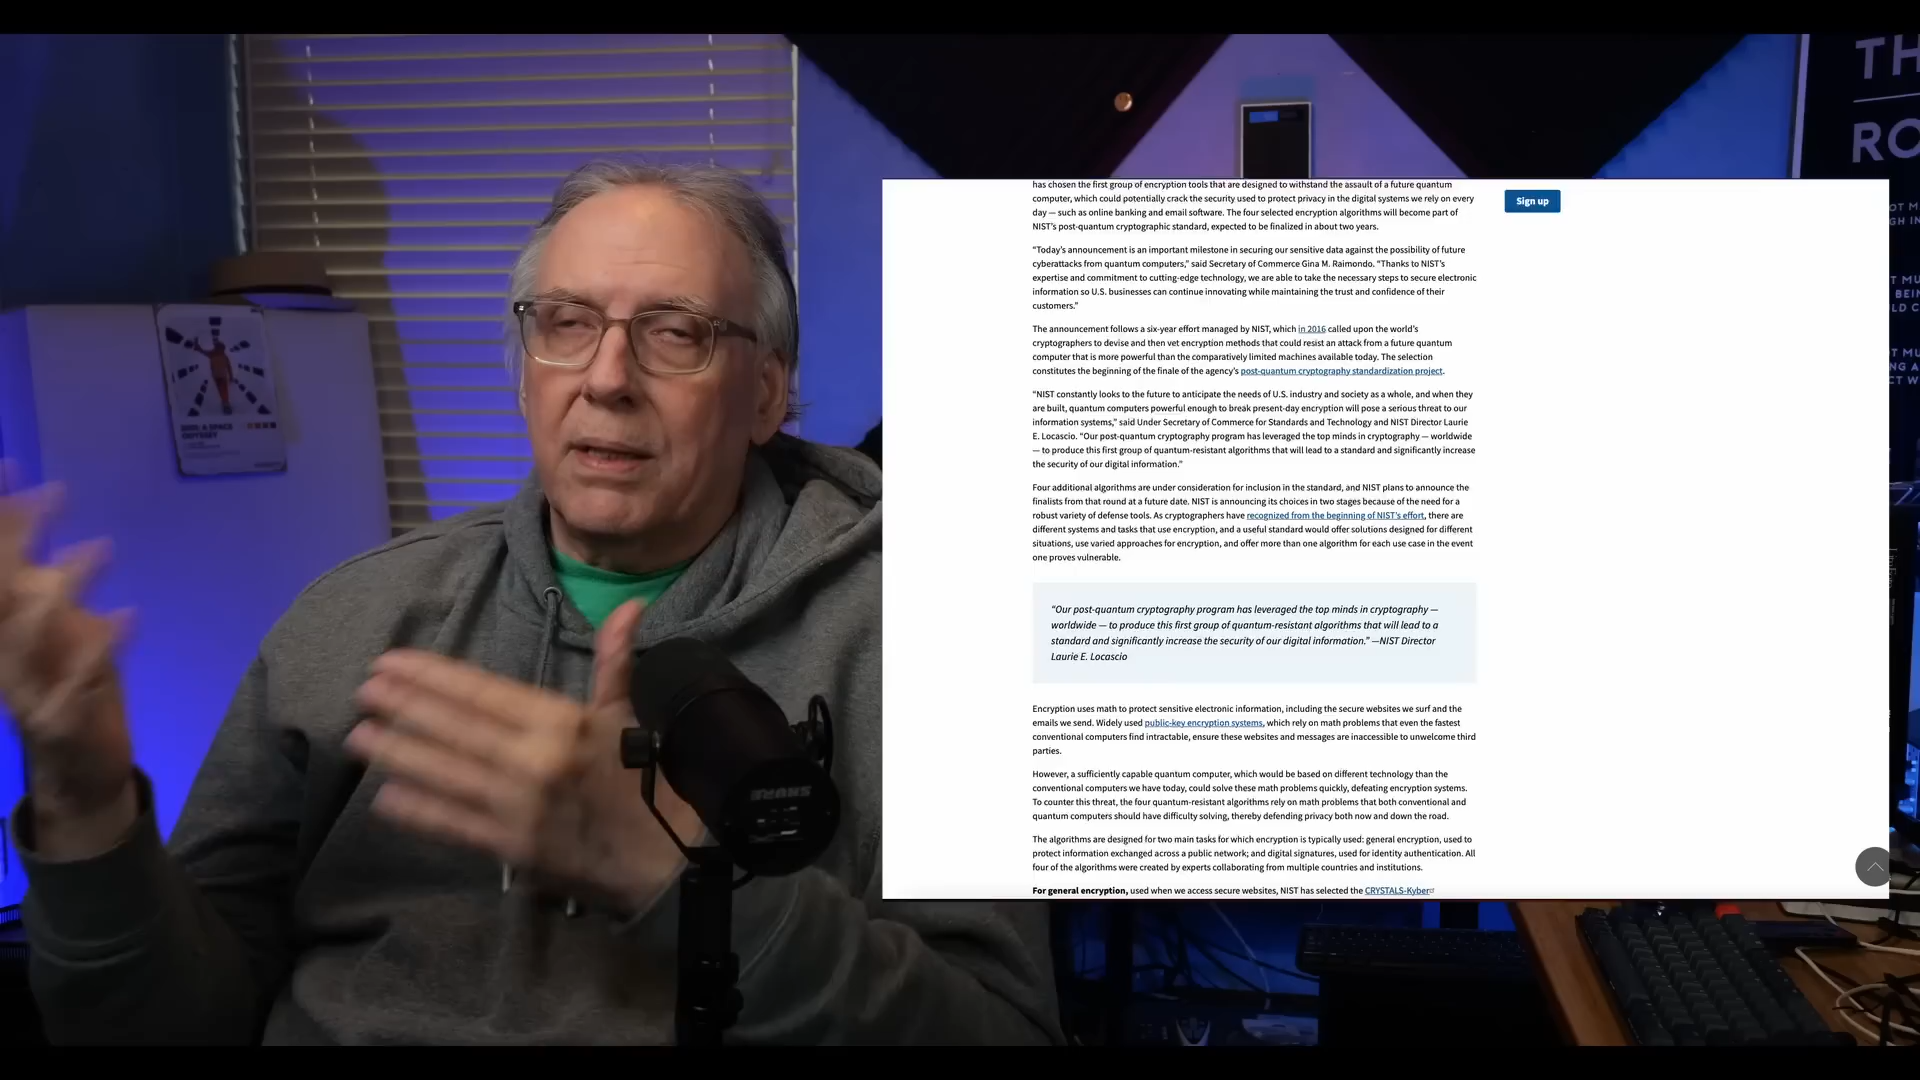 TH
RO
has chosen the first group of encryption tools that are designed to withstand the assault of a future quantum
computer, which could potentially crack the security used to protect privacy in the digital systems we rely on every
day — such as online banking and email software. The four selected encryption algorithms will become part of
NIST's post-quantum cryptographic standard, expected to be finalized in about two years.
Sign up
“Today's announcement is an important milestone in securing our sensitive data against the possibility of future
cyberattacks from quantum computers,” said Secretary of Commerce Gina M. Raimondo. “Thanks to NIST's
expertise and commitment to cutting-edge technology, we are able to take the necessary steps to secure electronic
information so U.S. businesses can continue innovating while maintaining the trust and confidence of their
customers.”
The announcement follows a six-year effort managed by NIST, which in 2016 called upon the world's
cryptographers to devise and then vet encryption methods that could resist an attack from a future quantum
computer that is more powerful than the comparatively limited machines available today. The selection
constitutes the beginning of the finale of the agency's post-quantum cryptography standardization project.
“NIST constantly looks to the future to anticipate the needs of U.S. industry and society as a whole, and when they
are built, quantum computers powerful enough to break present-day encryption will pose a serious threat to our
information systems,” said Under Secretary of Commerce for Standards and Technology and NIST Director Laurie
E. Locascio. “Our post-quantum cryptography program has leveraged the top minds in cryptography — worldwide
— to produce this first group of quantum-resistant algorithms that will lead to a standard and significantly increase
the security of our digital information.”
Four additional algorithms are under consideration for inclusion in the standard, and NIST plans to announce the
finalists from that round at a future date. NIST is announcing its choices in two stages because of the need for a
robust variety of defense tools. As cryptographers have recognized from the beginning of NIST's effort, there are
different systems and tasks that use encryption, and a useful standard would offer solutions designed for different
situations, use varied approaches for encryption, and offer more than one algorithm for each use case in the event
one proves vulnerable.
“Our post-quantum cryptography program has leveraged the top minds in cryptography —
worldwide — to produce this first group of quantum-resistant algorithms that will lead to a
standard and significantly increase the security of our digital information.” —NIST Director
Laurie E. Locascio
Encryption uses math to protect sensitive electronic information, including the secure websites we surf and the
emails we send. Widely used public-key encryption systems, which rely on math problems that even the fastest
conventional computers find intractable, ensure these websites and messages are inaccessible to unwelcome third
parties.
However, a sufficiently capable quantum computer, which would be based on different technology than the
conventional computers we have today, could solve these math problems quickly, defeating encryption systems.
To counter this threat, the four quantum-resistant algorithms rely on math problems that both conventional and
quantum computers should have difficulty solving, thereby defending privacy both now and down the road.
The algorithms are designed for two main tasks for which encryption is typically used: general encryption, used to
protect information exchanged across a public network; and digital signatures, used for identity authentication. All
four of the algorithms were created by experts collaborating from multiple countries and institutions.
For general encryption, used when we access secure websites, NIST has selected the CRYSTALS-Kyber
2001: A SPACE
ODYSSEY
SHURE
OT M
GH IN
OT MU
BEIN
LD C
OT MU
NG A
CT W